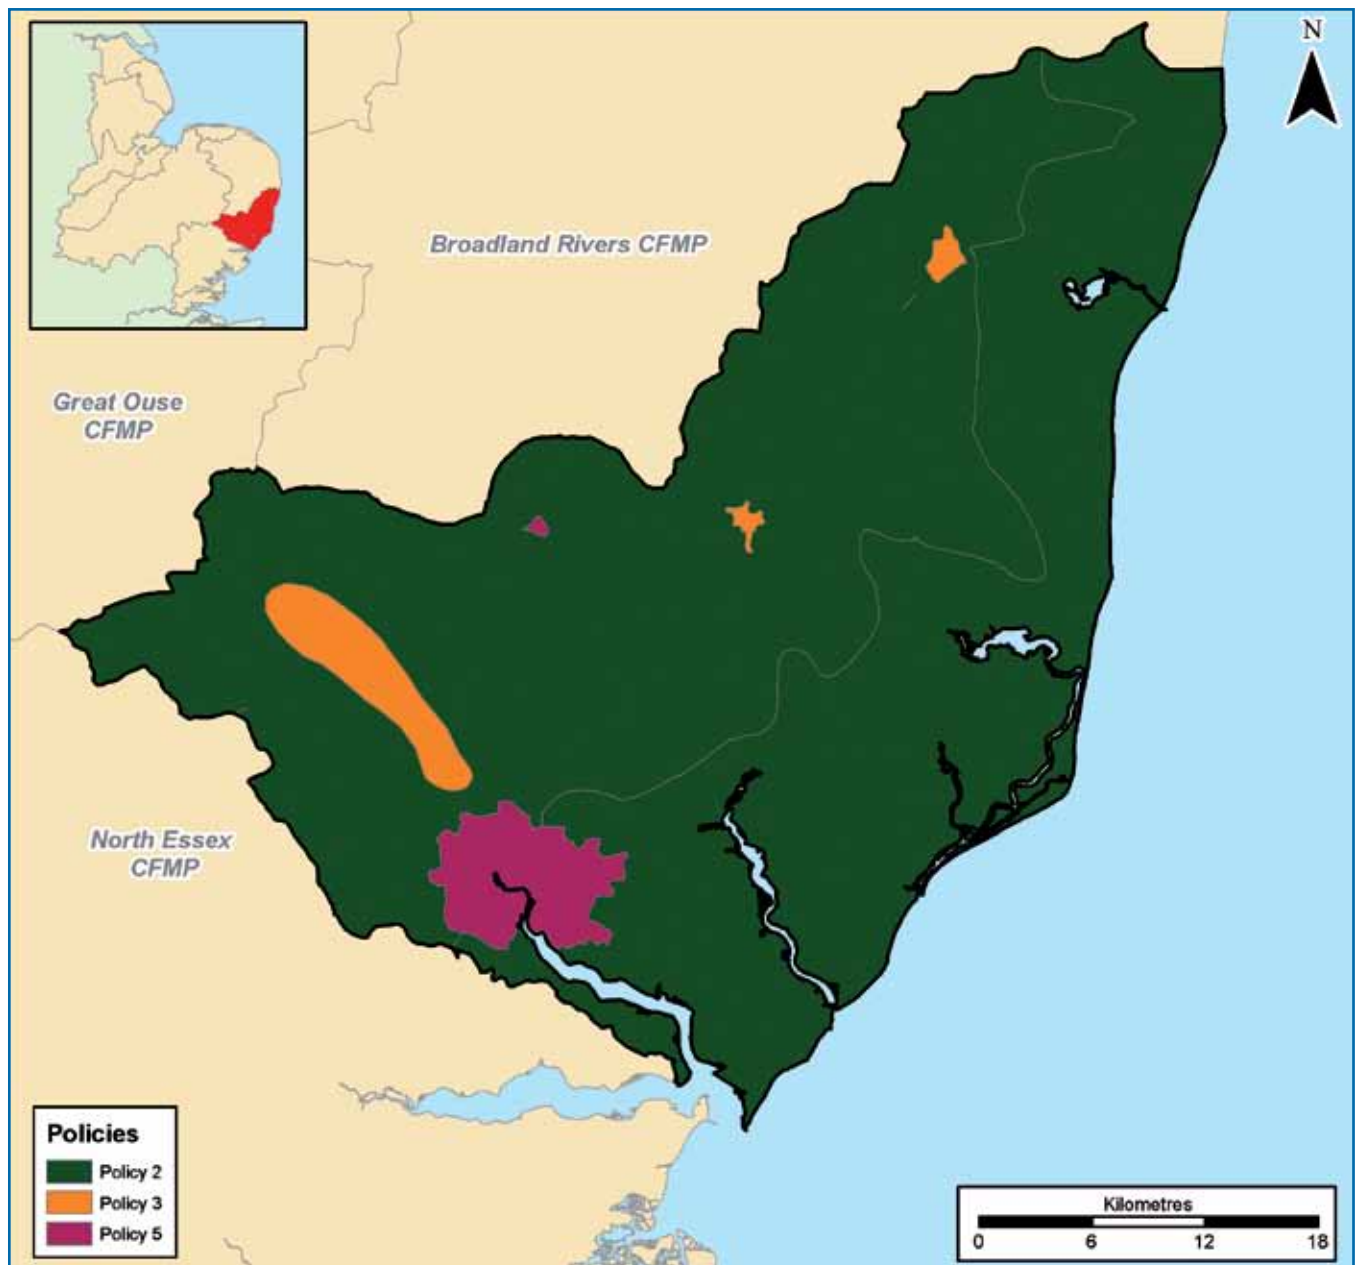 N
Broadland Rivers CFMP
Great Ouse
CFMP
North Essex
CFMP
Policies
Policy 2
Policy 3
Policy 5
Kilometres
0 6 12 18